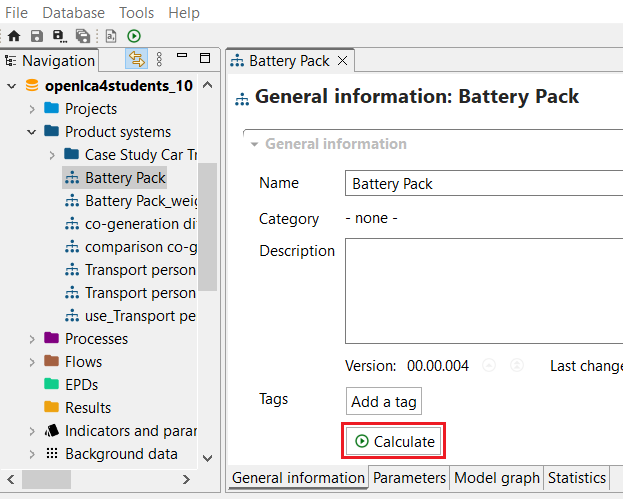 File Database Tools Help
Navigation
openlca4students_10
Projects
Product systems
Case Study Car Tr
Battery Pack
Battery Pack_weig
co-generation di
comparison co-g
Transport person
Transport person
use_Transport pe
Processes
Flows
EPDs
Results
Indicators and parar
Background data
Battery Pack
General information: Battery Pack
General information
Name Battery Pack
Category - none -
Description
Version: 00.00.004 Last change
Tags Add a tag
Calculate
General information Parameters Model graph Statistics